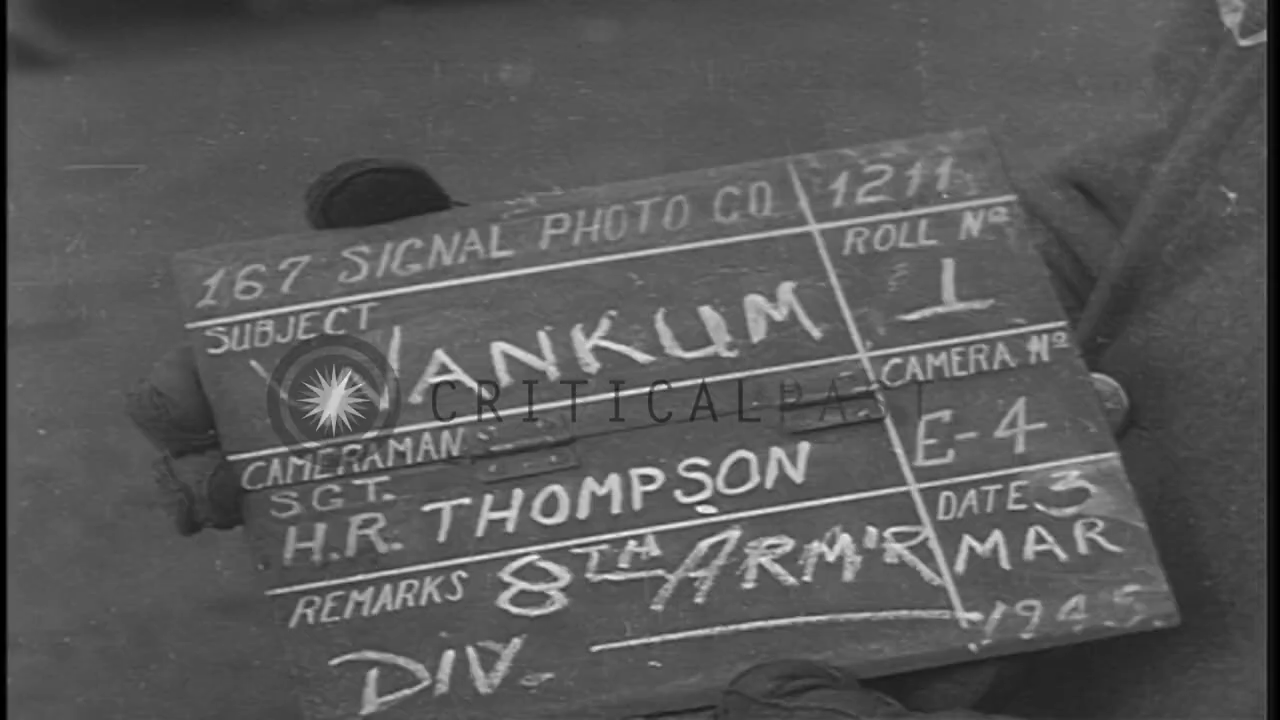 167 SIGNAL PHOTO CO 1211
SUBJECT
WANKUM
ROLL Nº
1
CAMERAMAN
SGT.
H.R. THOMPSON
CAMERA Nº
E-4
REMARKS 8TH ARM'R
DIV.
DATE 3
MAR
1945
CRITICALPAST